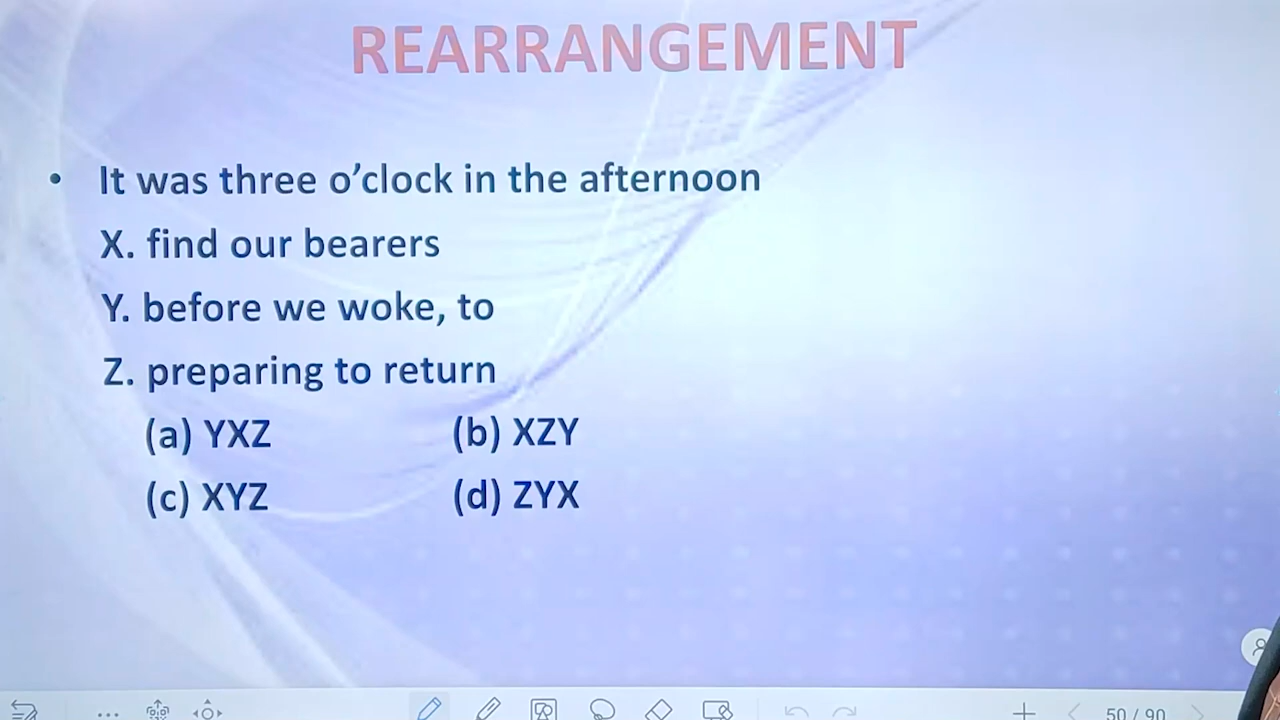 REARRANGEMENT
• It was three o’clock in the afternoon
X. find our bearers
Y. before we woke, to
Z. preparing to return
(a) YXZ (b) XZY
(c) XYZ (d) ZYX
50 / 90